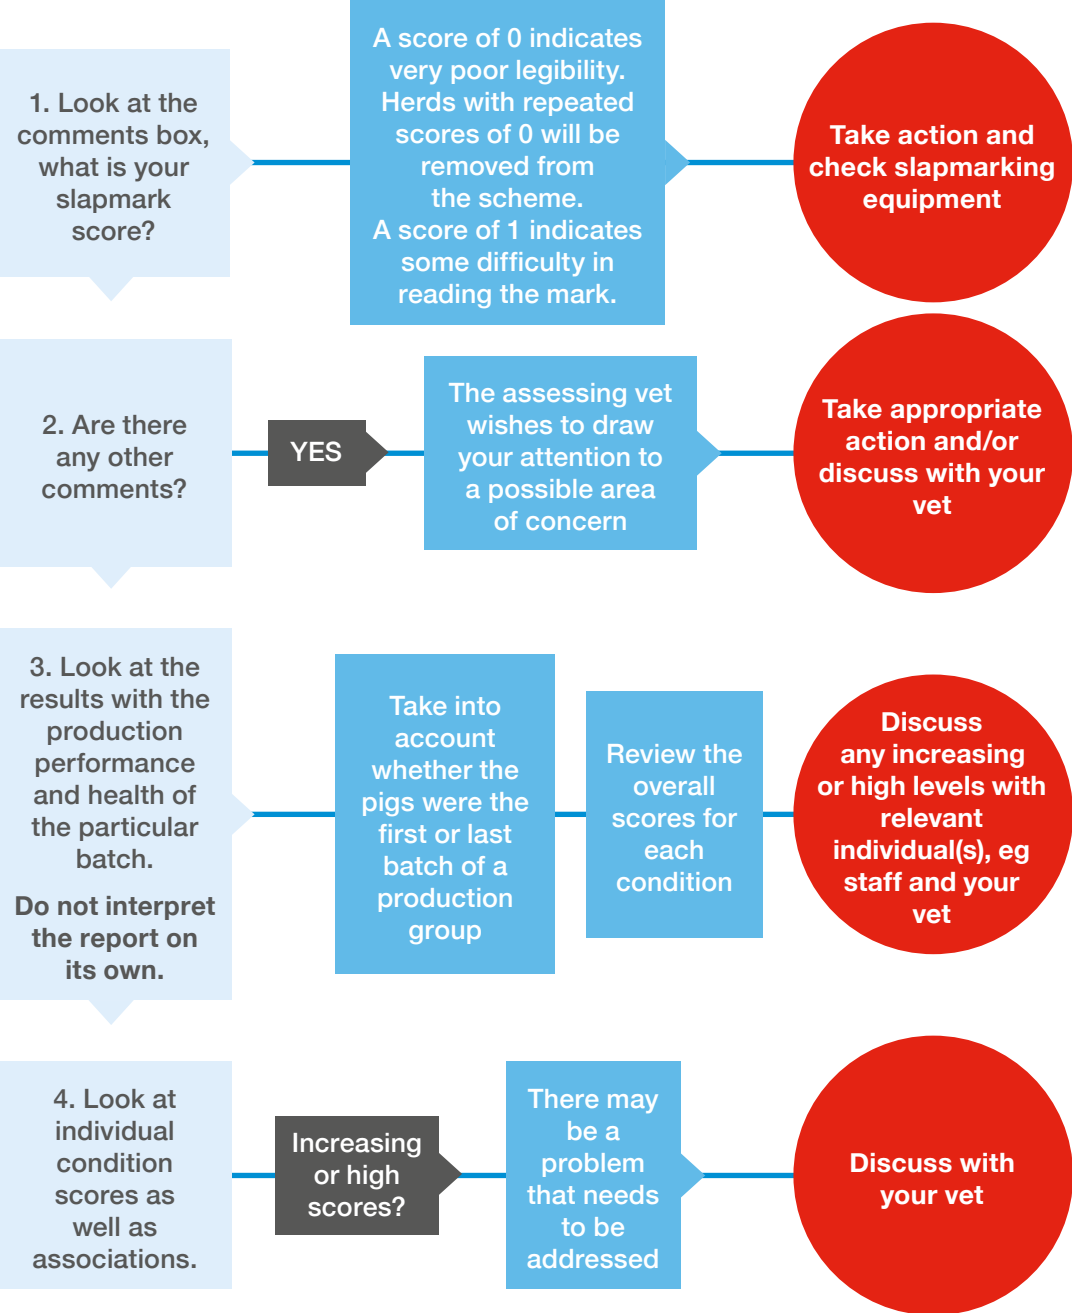 1. Look at the
comments box,
what is your
slapmark
score?
A score of 0 indicates
very poor legibility.
Herds with repeated
scores of 0 will be
removed from
the scheme.
A score of 1 indicates
some difficulty in
reading the mark.
Take action and
check slapmarking
equipment
2. Are there
any other
comments?
YES
The assessing vet
wishes to draw
your attention to
a possible area
of concern
Take appropriate
action and/or
discuss with your
vet
3. Look at the
results with the
production
performance
and health of
the particular
batch.
Do not interpret
the report on
its own.
Take into
account
whether the
pigs were the
first or last
batch of a
production
group
Review the
overall
scores for
each
condition
Discuss
any increasing
or high levels with
relevant
individual(s), eg
staff and your
vet
4. Look at
individual
condition
scores as
well as
associations.
Increasing
or high
scores?
There may
be a
problem
that needs
to be
addressed
Discuss with
your vet